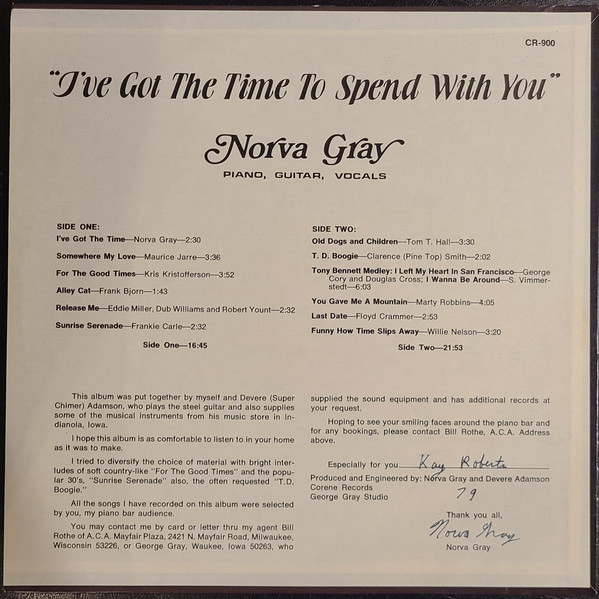 CR-900
"I've Got The Time To Spend With You"
Norva Gray
PIANO, GUITAR, VOCALS
SIDE ONE:
I've Got The Time—Norva Gray—2:30
Somewhere My Love—Maurice Jarre—3:36
For The Good Times—Kris Kristofferson—3:52
Alley Cat—Frank Bjorn—1:43
Release Me—Eddie Miller, Dub Williams and Robert Yount—2:32
Sunrise Serenade—Frankie Carle—2:32
Side One—16:45
SIDE TWO:
Old Dogs and Children—Tom T. Hall—3:30
T. D. Boogie—Clarence (Pine Top) Smith—2:02
Tony Bennett Medley: I Left My Heart In San Francisco—George
Cory and Douglas Cross; I Wanna Be Around—S. Vimmer-
stedt—6:03
You Gave Me A Mountain—Marty Robbins—4:05
Last Date—Floyd Crammer—2:53
Funny How Time Slips Away—Willie Nelson—3:20
Side Two—21:53
This album was put together by myself and Devere (Super
Chimer) Adamson, who plays the steel guitar and also supplies
some of the musical instruments from his music store in In-
dianola, Iowa.
I hope this album is as comfortable to listen to in your home
as it was to make.
I tried to diversify the choice of material with bright inter-
ludes of soft country-like "For The Good Times" and the popu-
lar 30's, "Sunrise Serenade" also, the often requested "T.D.
Boogie."
All the songs I have recorded on this album were selected
by you, my piano bar audience.
You may contact me by card or letter thru my agent Bill
Rothe of A.C.A. Mayfair Plaza, 2421 N. Mayfair Road, Milwaukee,
Wisconsin 53226, or George Gray, Waukee, Iowa 50263, who
supplied the sound equipment and has additional records at
your request.
Hoping to see your smiling faces around the piano bar and
for any bookings, please contact Bill Rothe, A.C.A. Address
above.
Especially for you Kay Roberts
Produced and Engineered by: Norva Gray and Devere Adamson
Corene Records
George Gray Studio
79
Thank you all,
Norva Gray
Norva Gray